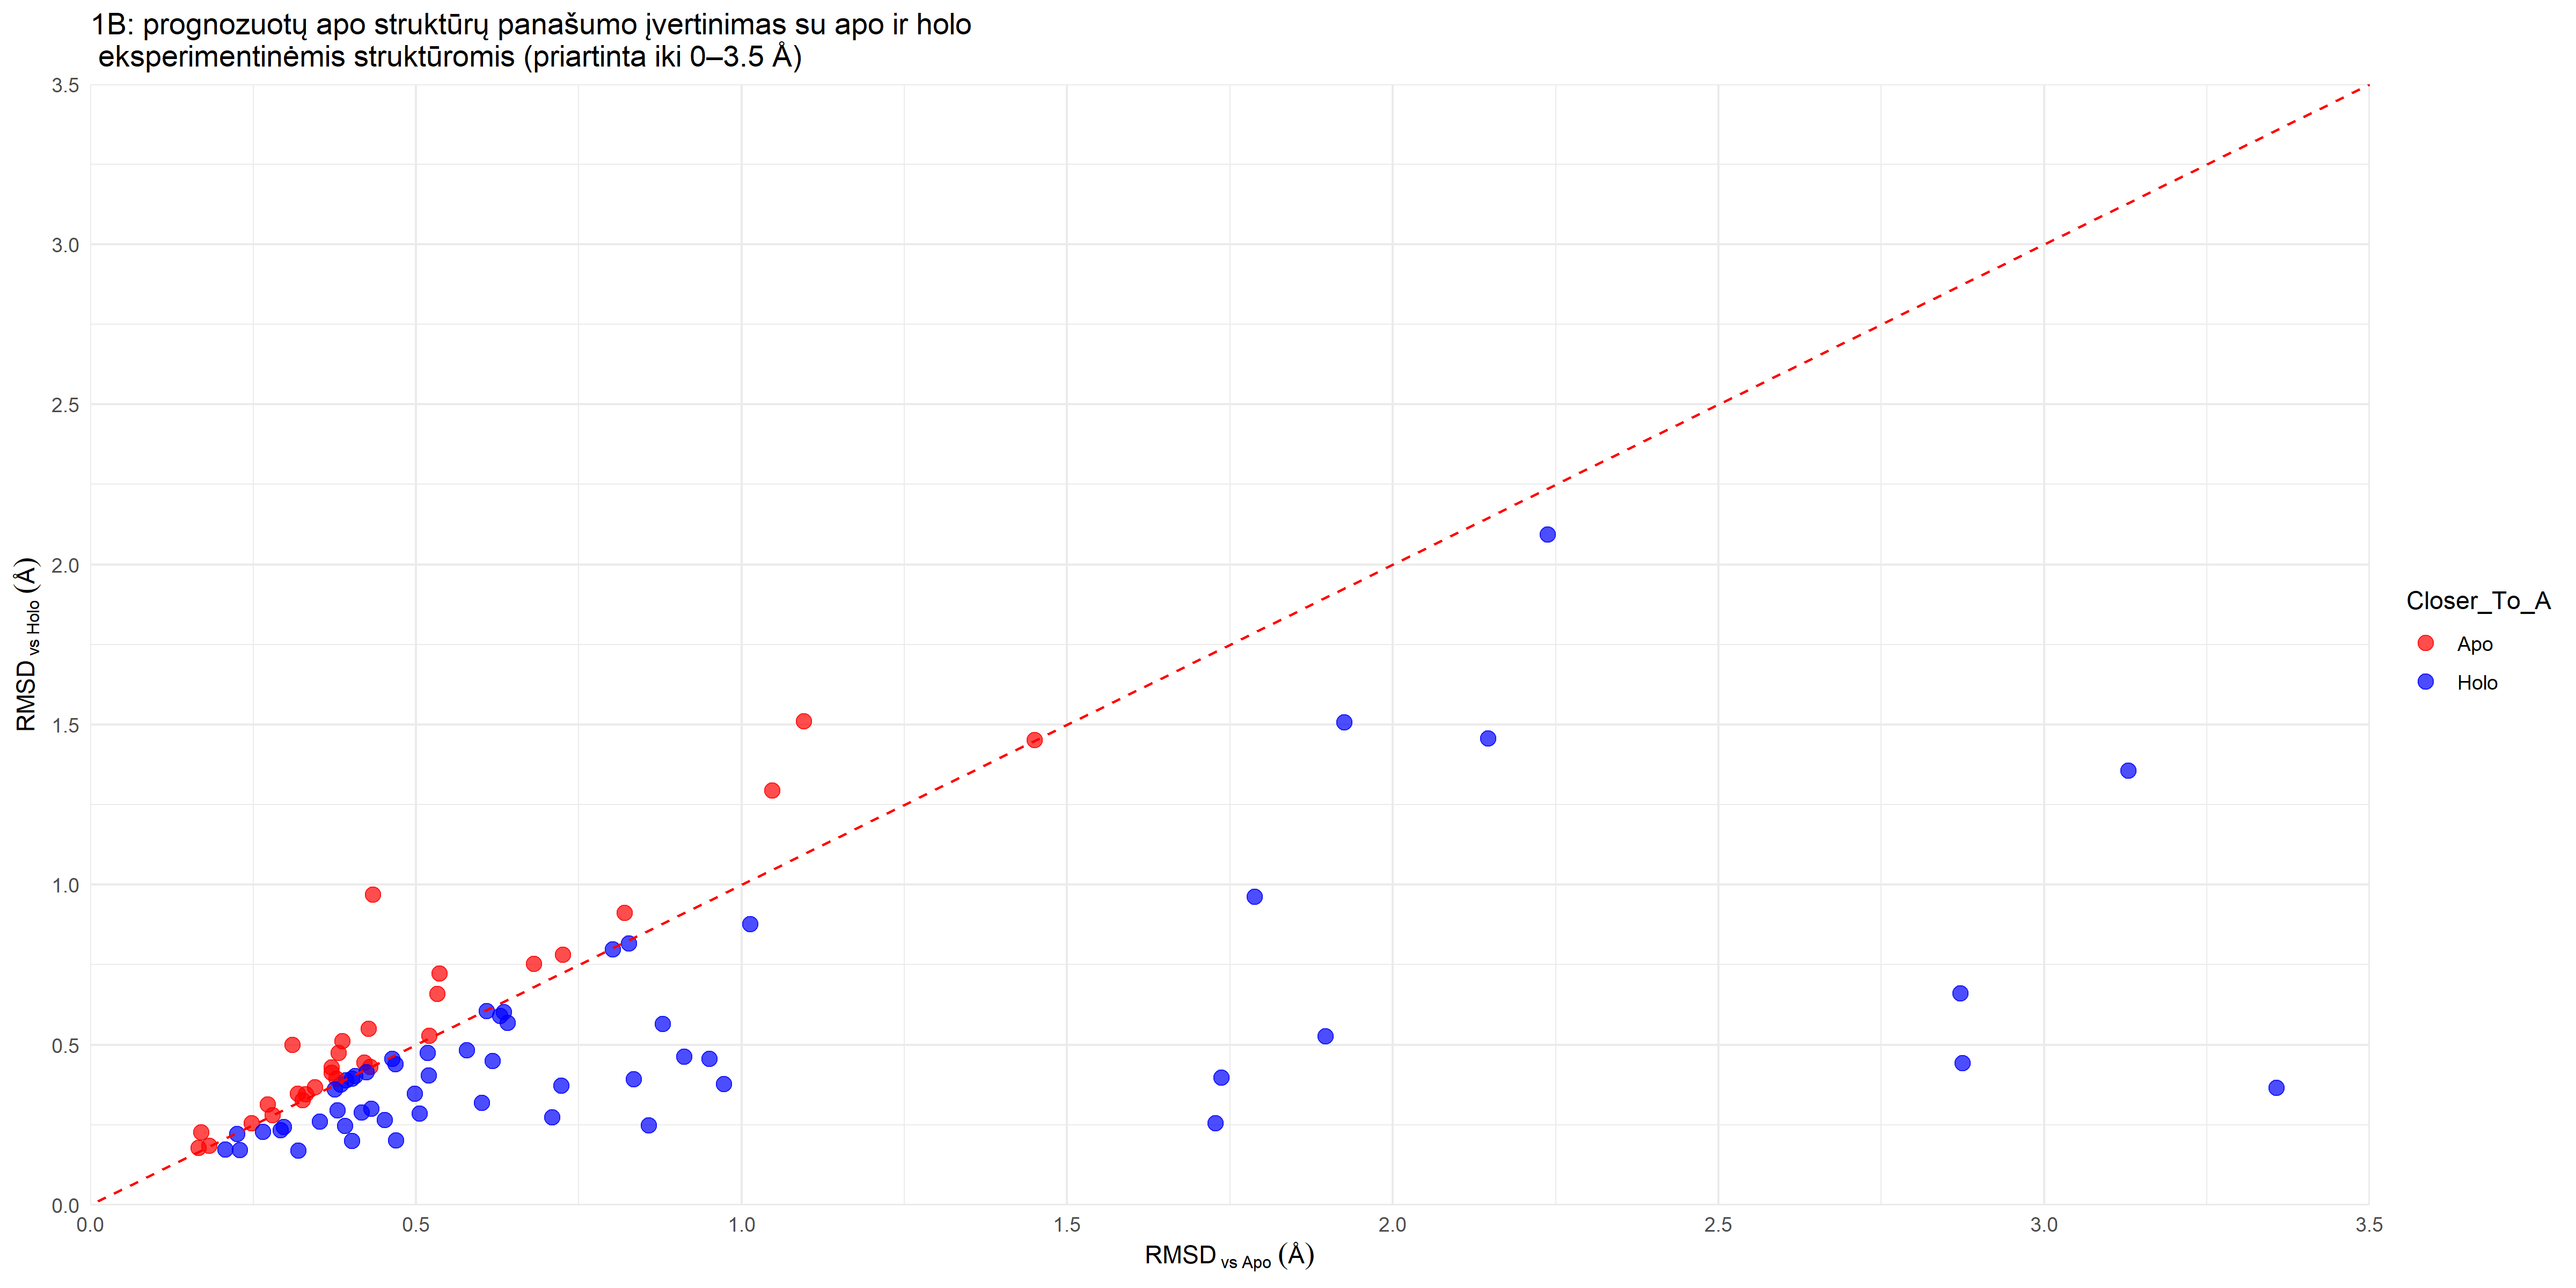 1B: prognozuotų apo struktūrų panašumo įvertinimas su apo ir holo
eksperimentinėmis struktūromis (priartinta iki 0–3.5 Å)
3.5
3.0
2.5
2.0
1.5
1.0
0.5
0.0
RMSD vs Holo (Å)
0.0 0.5 1.0 1.5 2.0 2.5 3.0 3.5
RMSD vs Apo (Å)
Closer_To_A
Apo
Holo